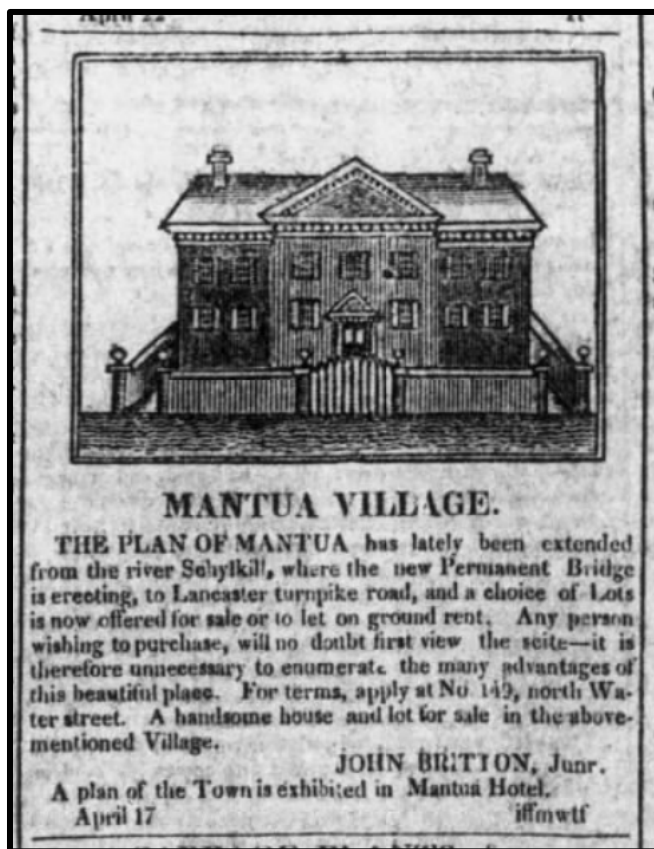 April 22
MANTUA VILLAGE.
THE PLAN OF MANTUA has lately been extended
from the river Schylkill, where the new Permanent Bridge
is erecting, to Lancaster turnpike road, and a choice of Lots
is now offered for sale or to let on ground rent. Any person
wishing to purchase, will no doubt first view the scite—it is
therefore unnecessary to enumerate the many advantages of
this beautiful place. For terms, apply at No 149, north Wa-
ter street. A handsome house and lot for sale in the above-
mentioned Village.
JOHN BRITTON, Junr.
A plan of the Town is exhibited in Mantua Hotel.
April 17